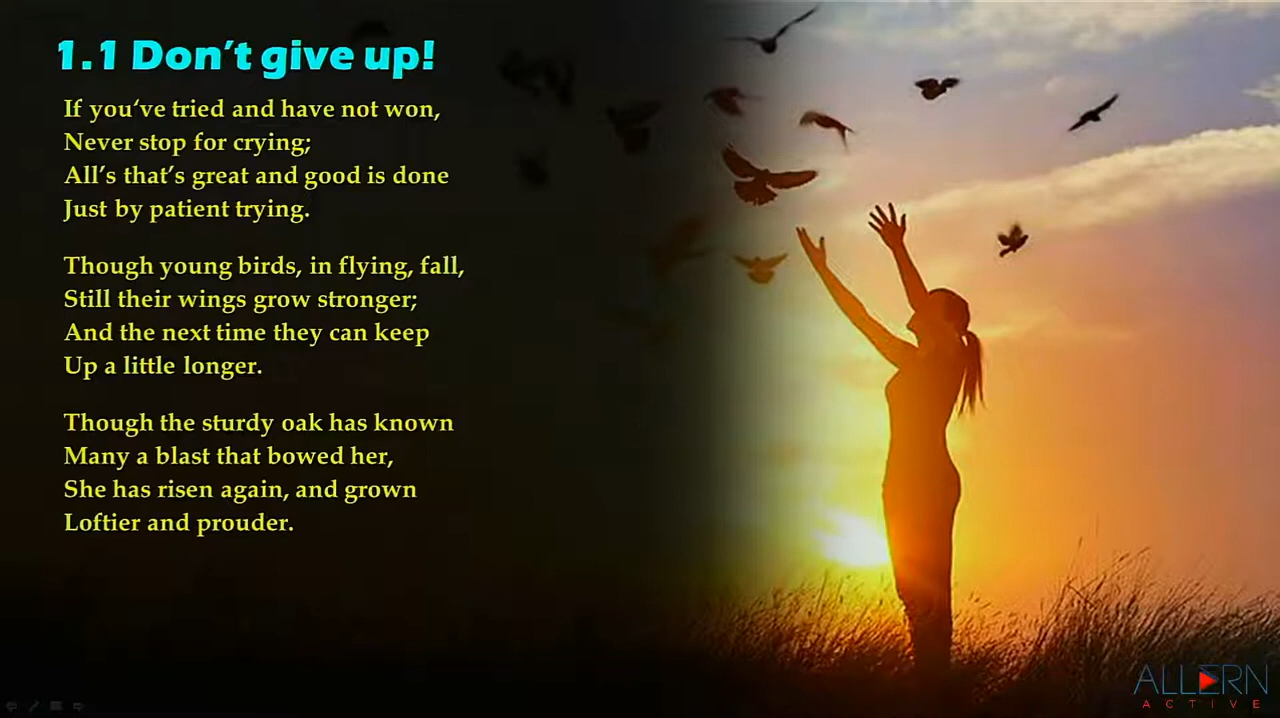 1.1 Don't give up!
If you‘ve tried and have not won,
Never stop for crying;
All’s that’s great and good is done
Just by patient trying.
Though young birds, in flying, fall,
Still their wings grow stronger;
And the next time they can keep
Up a little longer.
Though the sturdy oak has known
Many a blast that bowed her,
She has risen again, and grown
Loftier and prouder.
ALLERN
ACTIVE